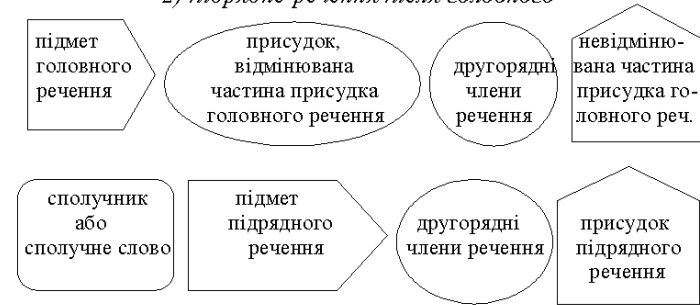 2) підрядне речення після головного
підмет
головного
речення
присудок,
відмінювана
частина присудка
головного речення
другорядні
члени
речення
невідміню-
вана частина
присудка го-
ловного реч.
сполучник
або
сполучне слово
підмет
підрядного
речення
другорядні
члени речення
присудок
підрядного
речення